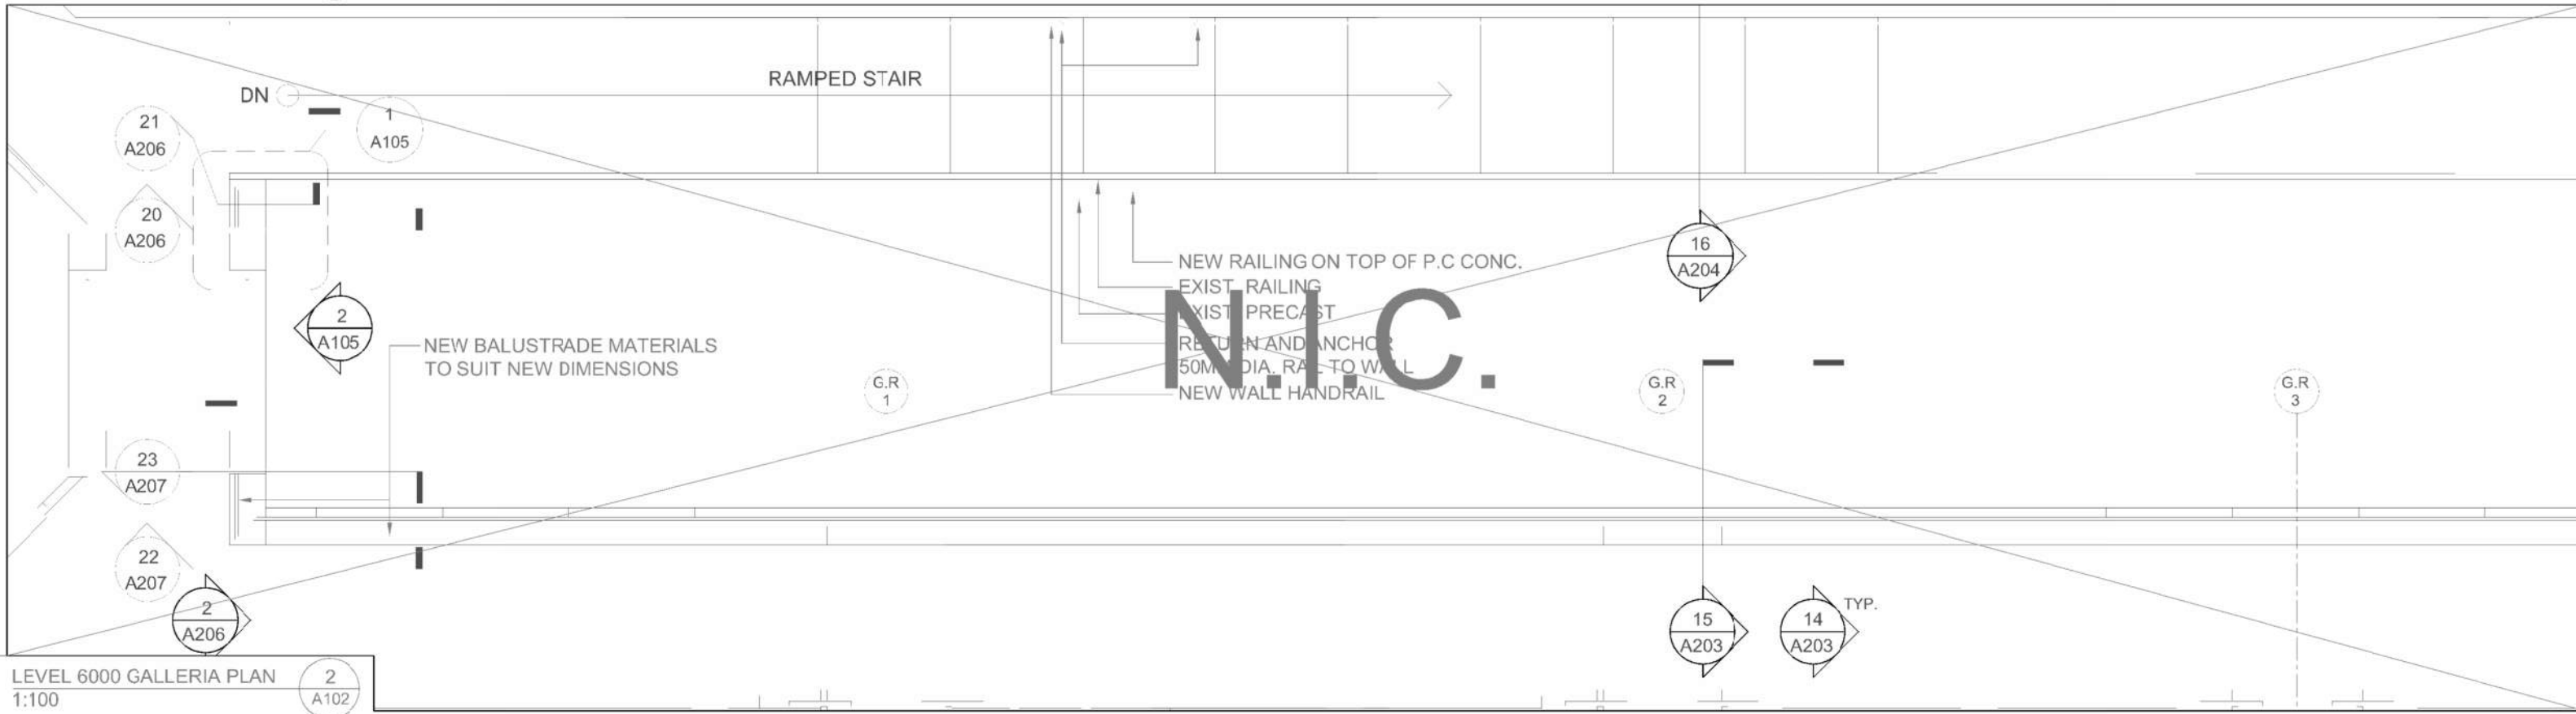 RAMPED STAIR
DN
1
A105
21
A206
20
A206
NEW RAILING ON TOP OF P.C CONC.
EXIST. RAILING
EXIST. PRECAST
RETURN AND ANCHOR
50MM DIA. RAIL TO WALL
NEW WALL HANDRAIL
N.I.C.
16
A204
2
A105
NEW BALUSTRADE MATERIALS
TO SUIT NEW DIMENSIONS
G.R
1
G.R
2
G.R
3
23
A207
22
A207
2
A206
15
A203
14
A203
TYP.
LEVEL 6000 GALLERIA PLAN
1:100
2
A102